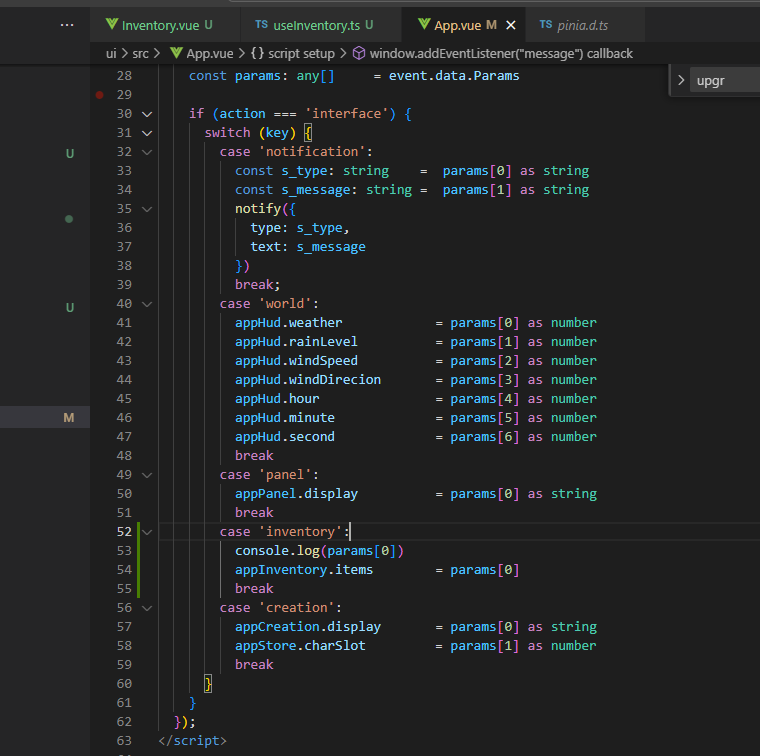 ... Inventory.vue U TS useInventory.ts U App.vue M × TS pinia.d.ts
ui > src > App.vue > {} script setup > window.addEventListener("message") callback
upgr
28 const params: any[] = event.data.Params
29
30 if (action === 'interface') {
31 switch (key) {
32 case 'notification':
33 const s_type: string = params[0] as string
34 const s_message: string = params[1] as string
35 notify({
36 type: s_type,
37 text: s_message
38 })
39 break;
40 case 'world':
41 appHud.weather = params[0] as number
42 appHud.rainLevel = params[1] as number
43 appHud.windSpeed = params[2] as number
44 appHud.windDirecion = params[3] as number
45 appHud.hour = params[4] as number
46 appHud.minute = params[5] as number
47 appHud.second = params[6] as number
48 break
49 case 'panel':
50 appPanel.display = params[0] as string
51 break
52 case 'inventory':
53 console.log(params[0])
54 appInventory.items = params[0]
55 break
56 case 'creation':
57 appCreation.display = params[0] as string
58 appStore.charSlot = params[1] as number
59 break
60 }
61 }
62 });
63 </script>
U
U
M